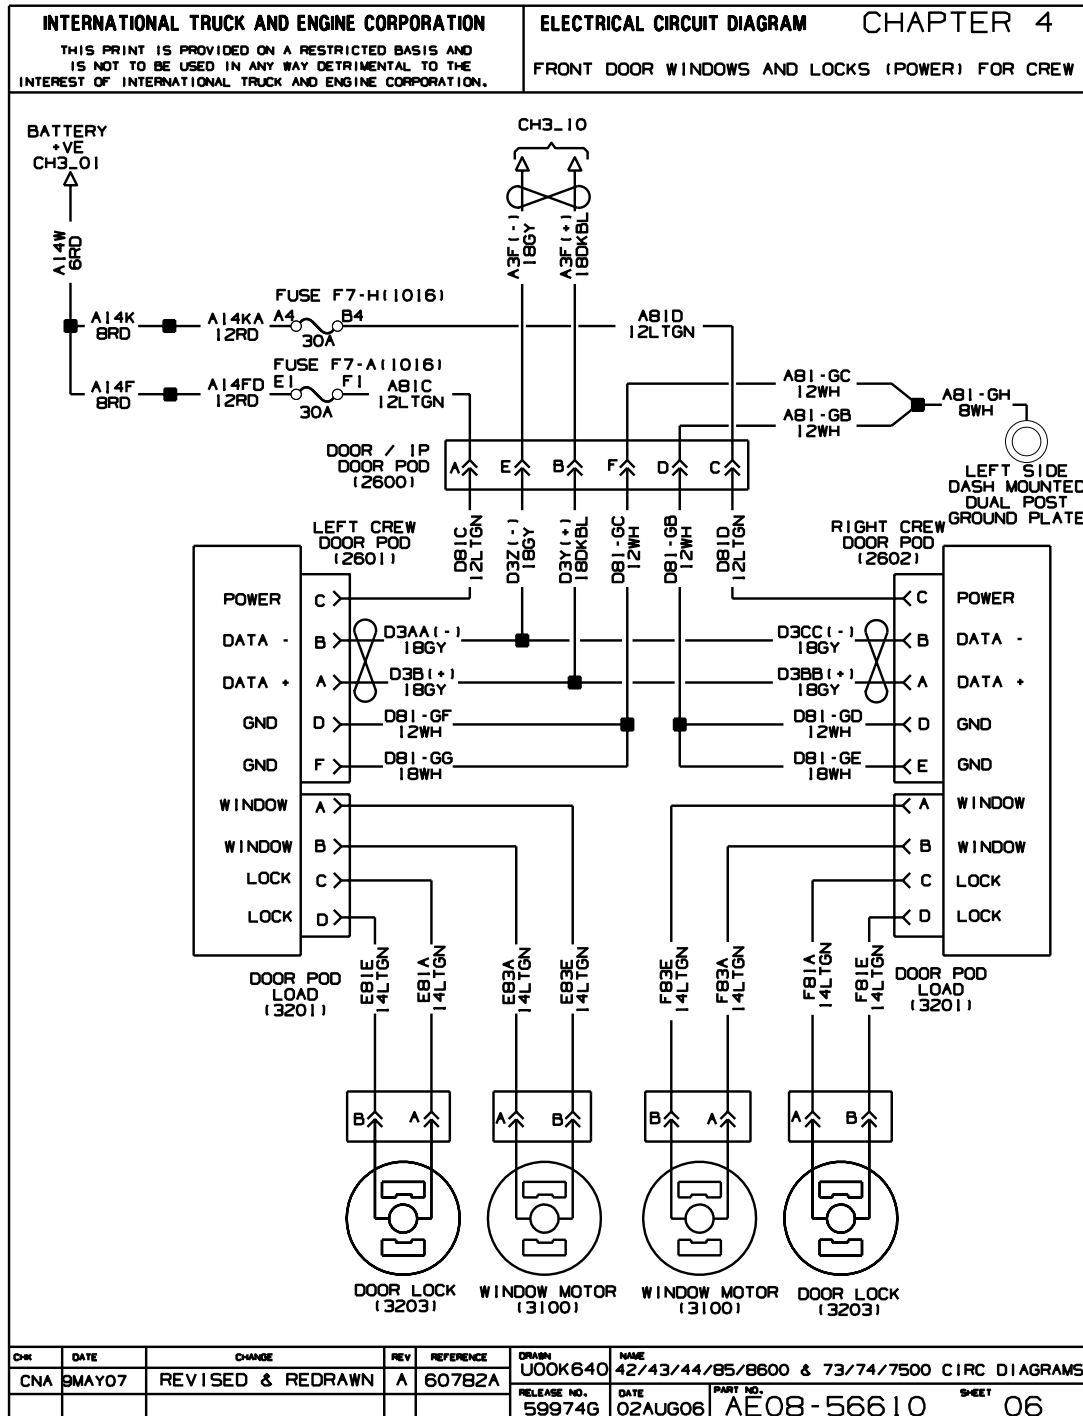 INTERNATIONAL TRUCK AND ENGINE CORPORATION
THIS PRINT IS PROVIDED ON A RESTRICTED BASIS AND
IS NOT TO BE USED IN ANY WAY DETRIMENTAL TO THE
INTEREST OF INTERNATIONAL TRUCK AND ENGINE CORPORATION.
ELECTRICAL CIRCUIT DIAGRAM CHAPTER 4
FRONT DOOR WINDOWS AND LOCKS (POWER) FOR CREW
BATTERY
+VE
CH3_01
CH3_10
A14W
6RD
A3F(-)
18GY
A3F(+)
18DKBL
FUSE F7-H(1016)
A14K
8RD
A14KA
12RD
A4 B4
30A
A81D
12LTGN
FUSE F7-A(1016)
A14F
8RD
A14FD
12RD
E1 F1
30A
A81C
12LTGN
A81-GC
12WH
A81-GB
12WH
A81-GH
8WH
LEFT SIDE
DASH MOUNTED
DUAL POST
GROUND PLATE
DOOR / IP
DOOR POD
(2600)
A E B F D C
D81C
12LTGN
D3Z(-)
18GY
D3Y(+)
18DKBL
D81-GC
12WH
D81-GB
12WH
D81D
12LTGN
LEFT CREW
DOOR POD
(2601)
RIGHT CREW
DOOR POD
(2602)
POWER C C POWER
DATA - B D3AA(-)
18GY
D3CC(-)
18GY
B DATA -
DATA + A D3B(+)
18GY
D3BB(+)
18GY
A DATA +
GND D D81-GF
12WH
D81-GD
12WH
D GND
GND F D81-GG
18WH
D81-GE
18WH
E GND
WINDOW A A WINDOW
WINDOW B B WINDOW
LOCK C C LOCK
LOCK D D LOCK
DOOR POD
LOAD
(3201)
E81E
14LTGN
E81A
14LTGN
E83A
14LTGN
E83E
14LTGN
F83E
14LTGN
F83A
14LTGN
F81A
14LTGN
F81E
14LTGN
DOOR POD
LOAD
(3201)
B A A B B A A B
DOOR LOCK
(3203)
WINDOW MOTOR
(3100)
WINDOW MOTOR
(3100)
DOOR LOCK
(3203)
CHK DATE CHANGE REV REFERENCE
CNA 9MAY07 REVISED & REDRAWN A 60782A
DRAWN
U00K640
NAME
42/43/44/85/8600 & 73/74/7500 CIRC DIAGRAMS
RELEASE NO.
59974G
DATE
02AUG06
PART NO.
AE08-56610
SHEET
06